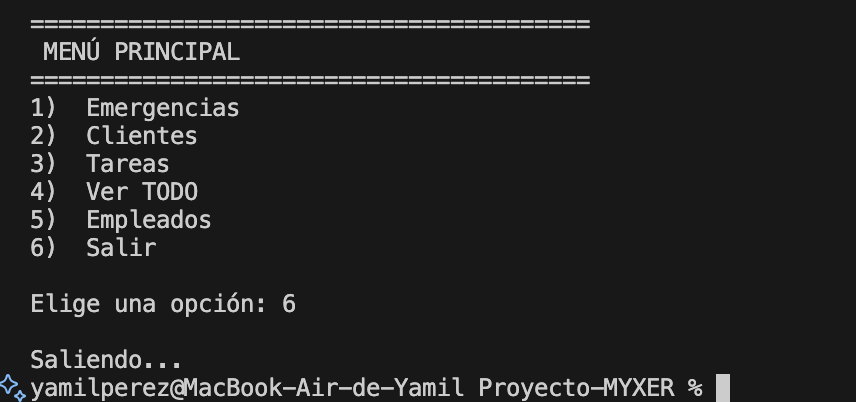 ========================================
MENÚ PRINCIPAL
========================================
1)  Emergencias
2)  Clientes
3)  Tareas
4)  Ver TODO
5)  Empleados
6)  Salir
Elige una opción: 6
Saliendo...
yamilperez@MacBook-Air-de-Yamil Proyecto-MYXER %